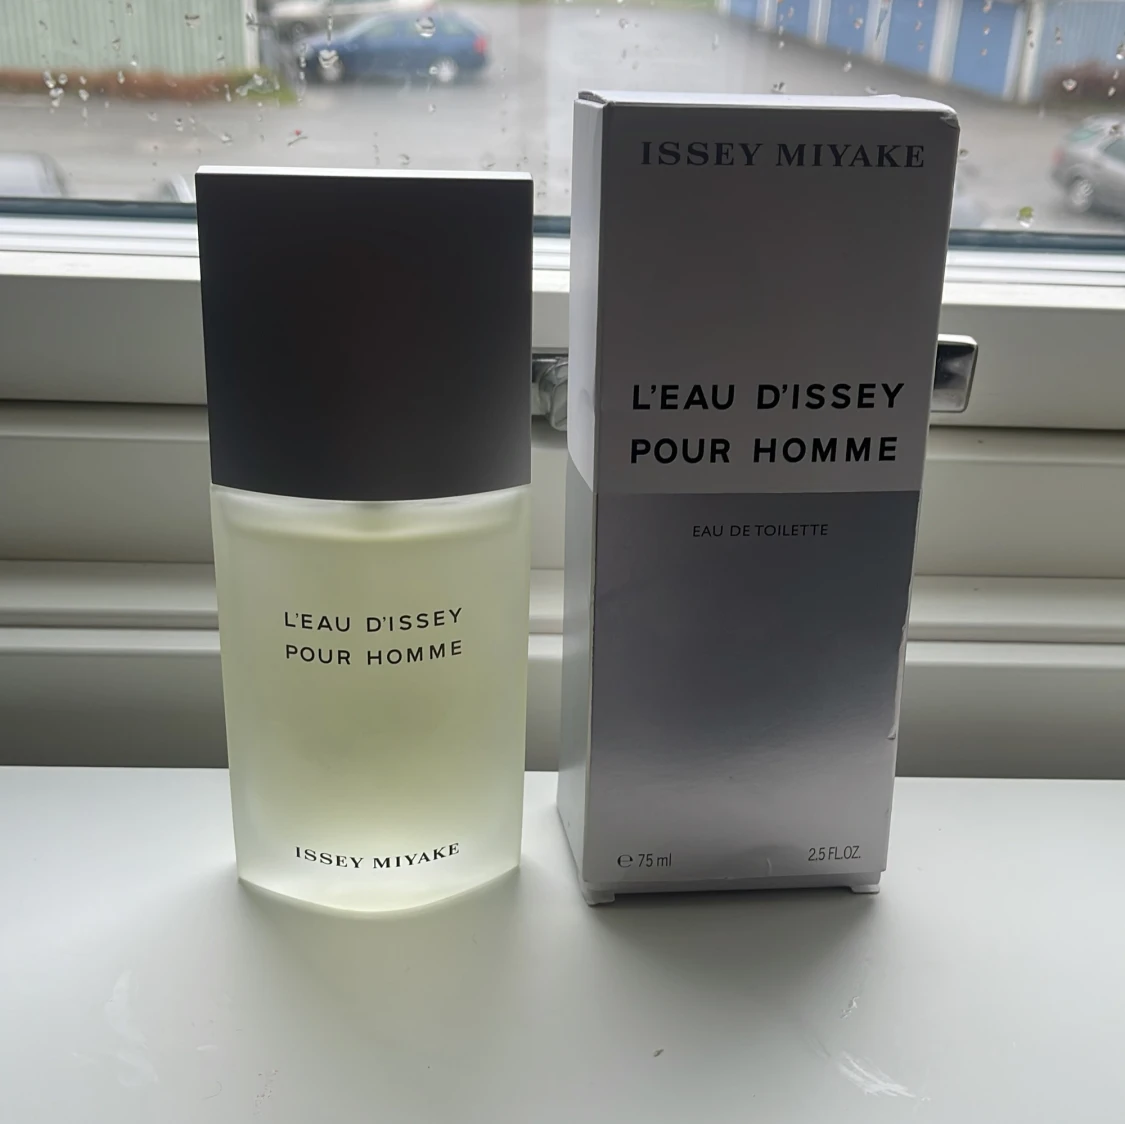 L'EAU D'ISSEY
POUR HOMME
ISSEY MIYAKE
ISSEY MIYAKE
L'EAU D'ISSEY
POUR HOMME
EAU DE TOILETTE
℮ 75 ml
2.5 FL.OZ.